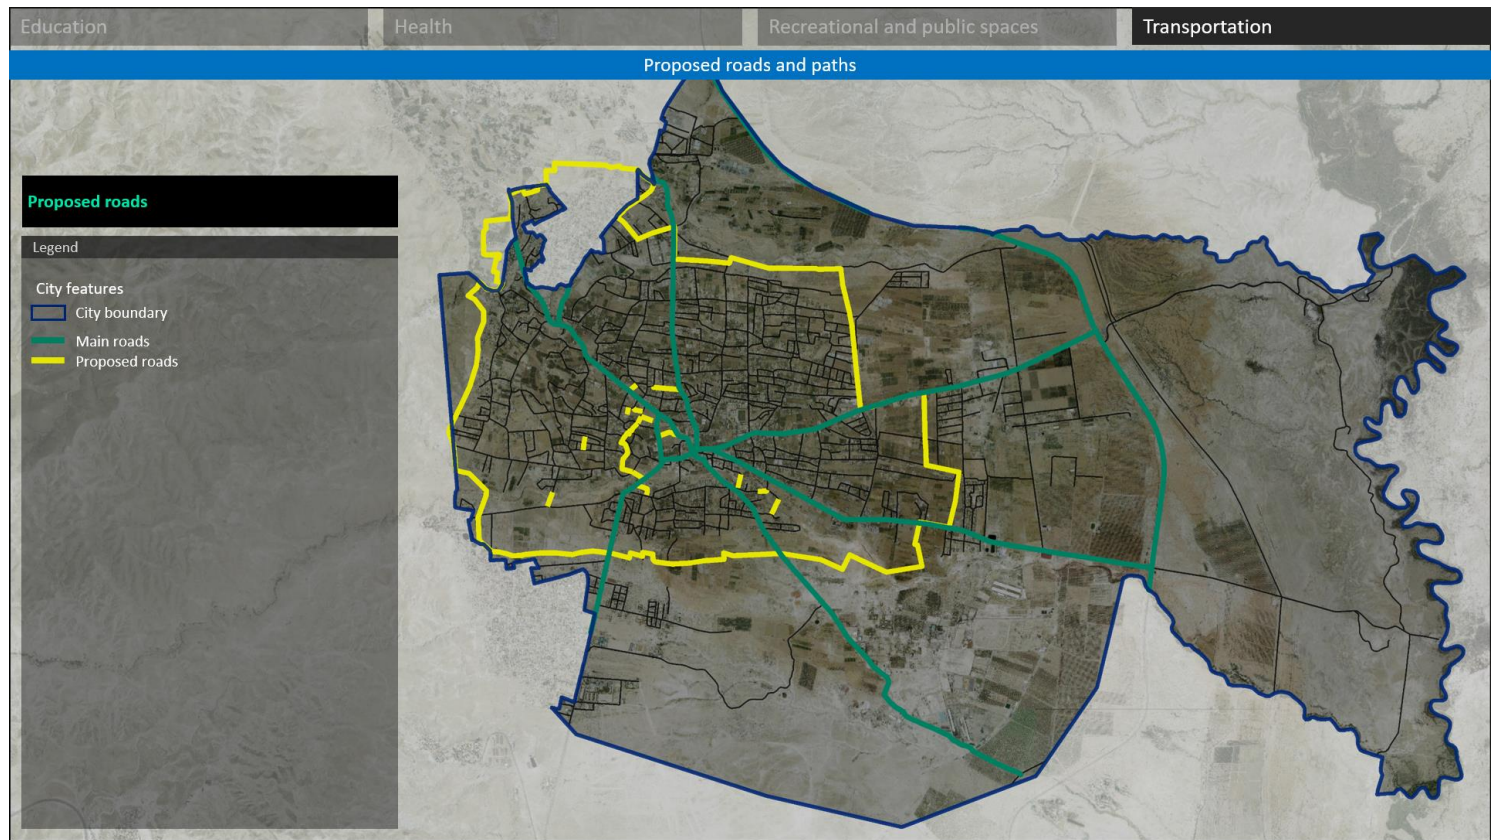 Education
Health
Recreational and public spaces
Transportation
Proposed roads and paths
Proposed roads
Legend
City features
City boundary
Main roads
Proposed roads